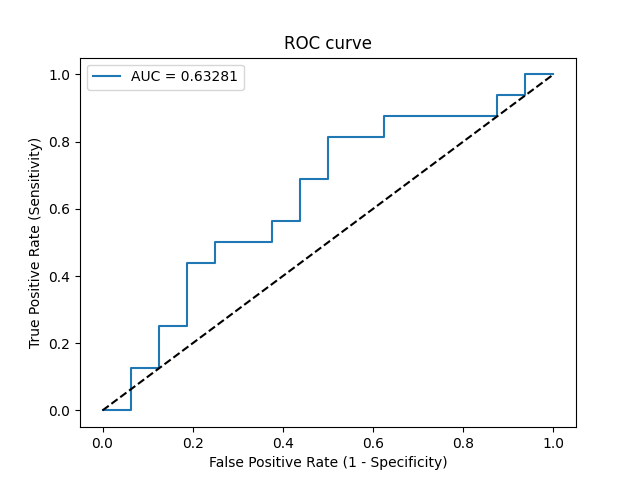 ROC curve
AUC = 0.63281
1.0
0.8
0.6
0.4
0.2
0.0
True Positive Rate (Sensitivity)
0.0 0.2 0.4 0.6 0.8 1.0
False Positive Rate (1 - Specificity)